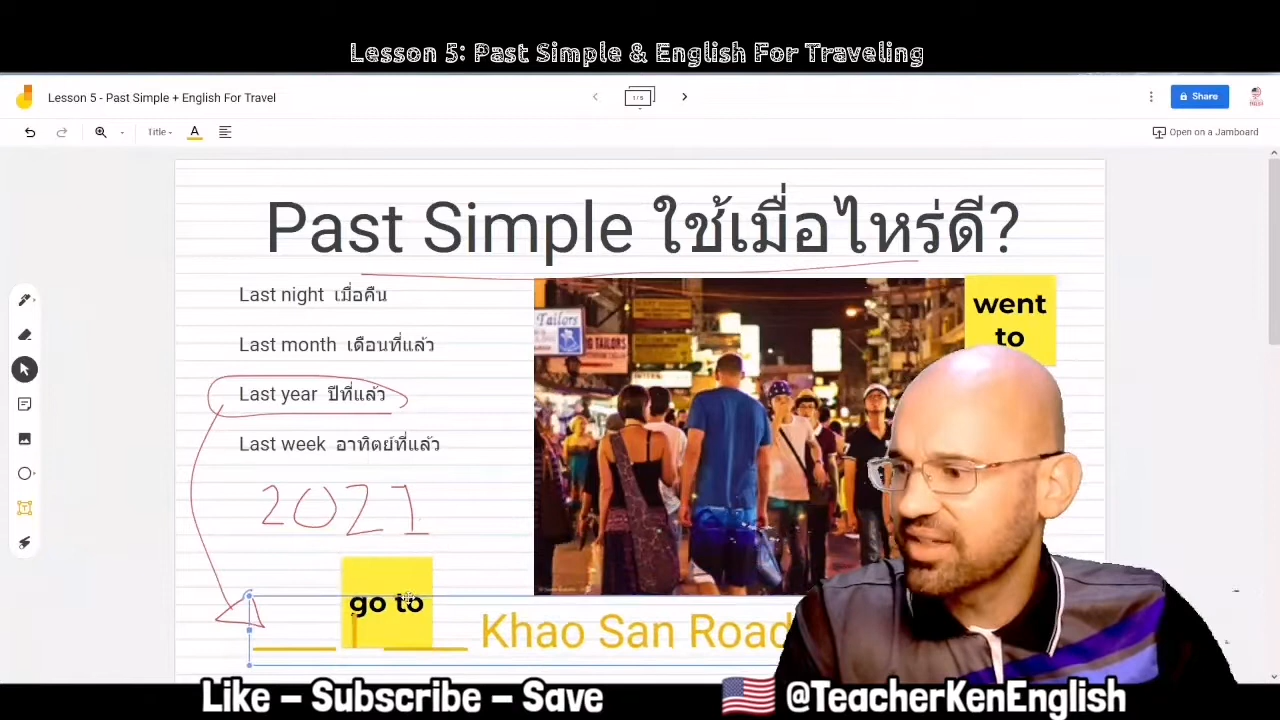 Lesson 5: Past Simple & English For Traveling
Lesson 5 - Past Simple + English For Travel
1 / 5
Share
Title
A
Open on a Jamboard
Past Simple ใช้เมื่อไหร่ดี?
Last night เมื่อคืน
Last month เดือนที่แล้ว
Last year ปีที่แล้ว
Last week อาทิตย์ที่แล้ว
2021
Tailors
TAILORS
went
to
go to
Khao San Road
Like – Subscribe – Save
@TeacherKenEnglish